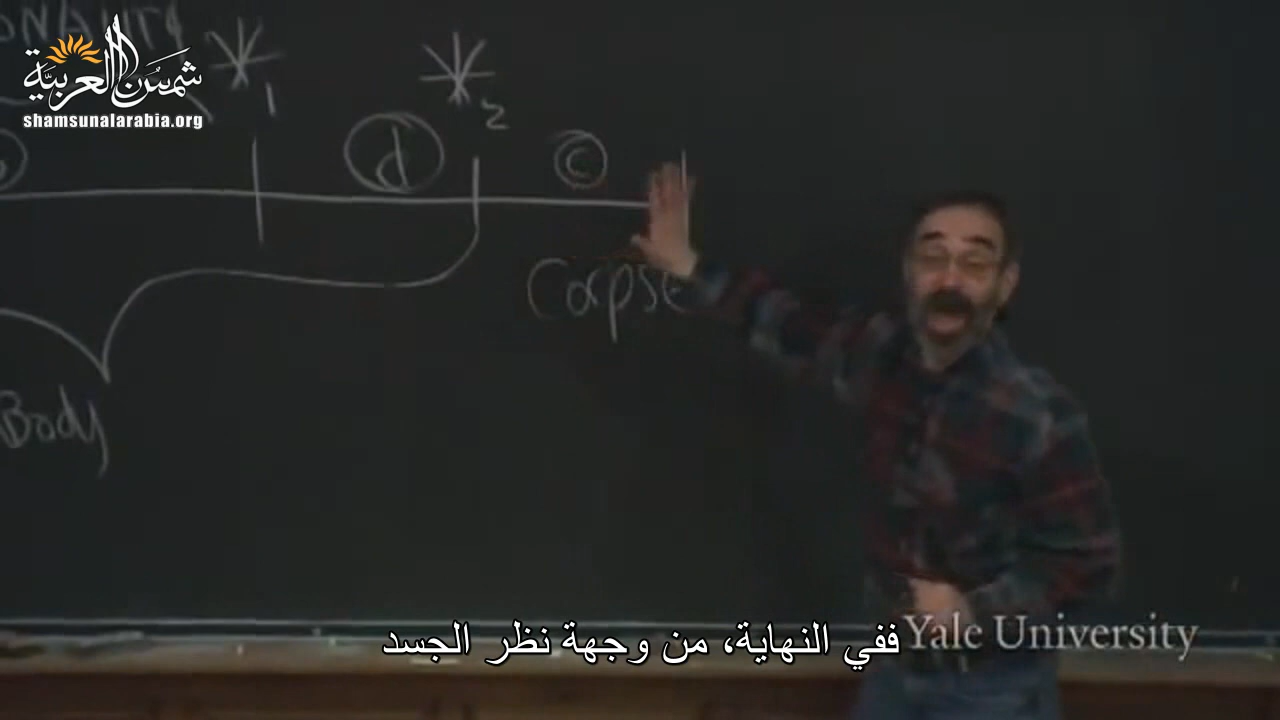 شمس العربية
shamsunalarabia.org
1
2
d
c
Corpse
Body
ففي النهاية، من وجهة نظر الجسد
Yale University